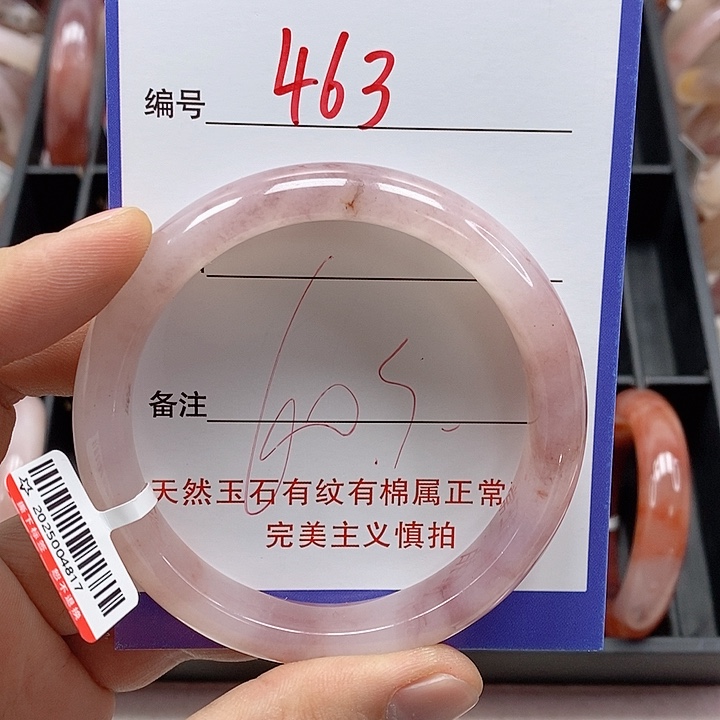 编号 463
60.5
备注
天然玉石有纹有棉属正常
完美主义慎拍
2025004817